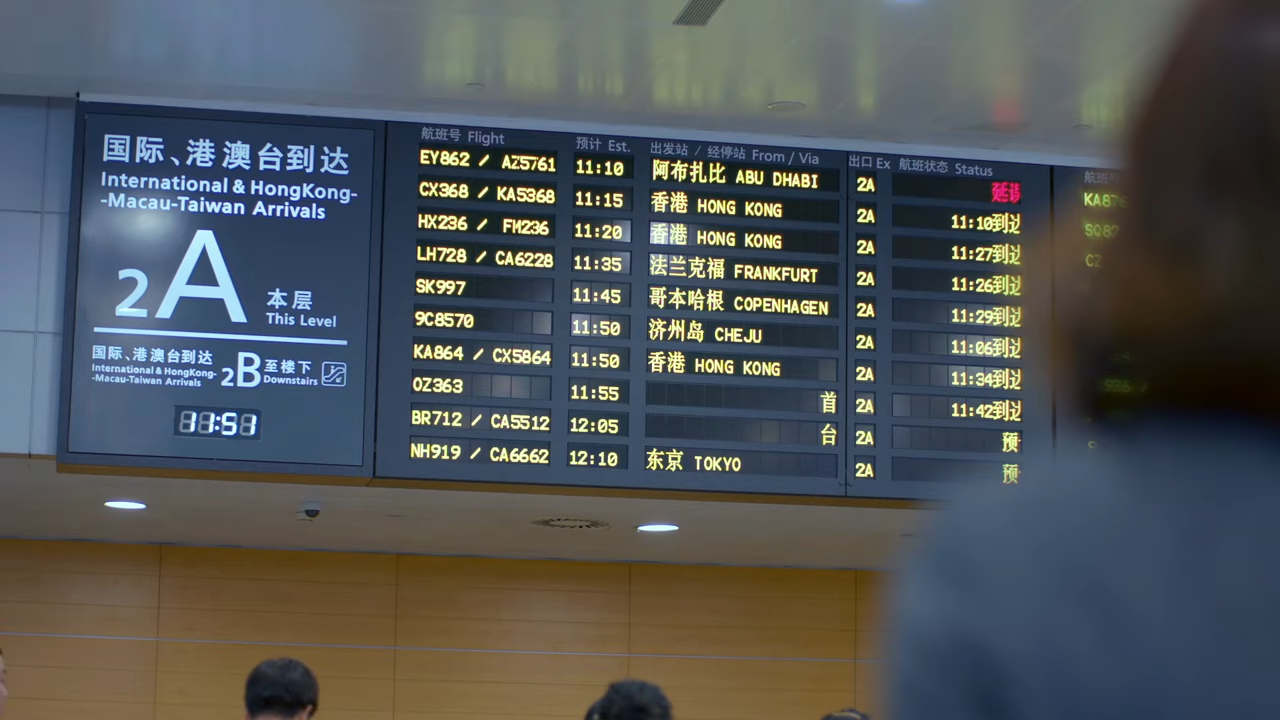 国际、港澳台到达
International & HongKong-
-Macau-Taiwan Arrivals
2A
本层
This Level
国际、港澳台到达
International & HongKong-
-Macau-Taiwan Arrivals
2B
至楼下
Downstairs
11:51
航班号 Flight 预计 Est. 出发站 / 经停站 From / Via 出口 Ex 航班状态 Status
EY862 / AZ5761 11:10 阿布扎比 ABU DHABI 2A 延
CX368 / KA5368 11:15 香港 HONG KONG 2A 11:10到达
HX236 / FM236 11:20 香港 HONG KONG 2A 11:27到达
LH728 / CA6228 11:35 法兰克福 FRANKFURT 2A 11:26到达
SK997 11:45 哥本哈根 COPENHAGEN 2A 11:29到达
9C8570 11:50 济州岛 CHEJU 2A 11:06到达
KA864 / CX5864 11:50 香港 HONG KONG 2A 11:34到达
OZ363 11:55 首 2A 11:42到达
BR712 / CA5512 12:05 台 2A 预
NH919 / CA6662 12:10 东京 TOKYO 2A 预
航班
KA876
SQ82
CZ